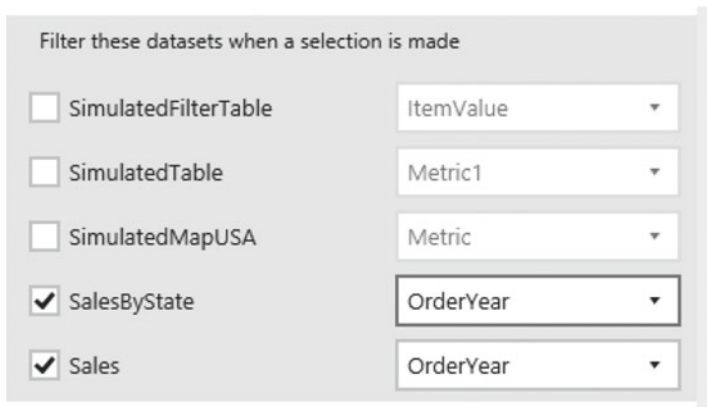 Filter these datasets when a selection is made
SimulatedFilterTable ItemValue
SimulatedTable Metric1
SimulatedMapUSA Metric
SalesByState OrderYear
Sales OrderYear